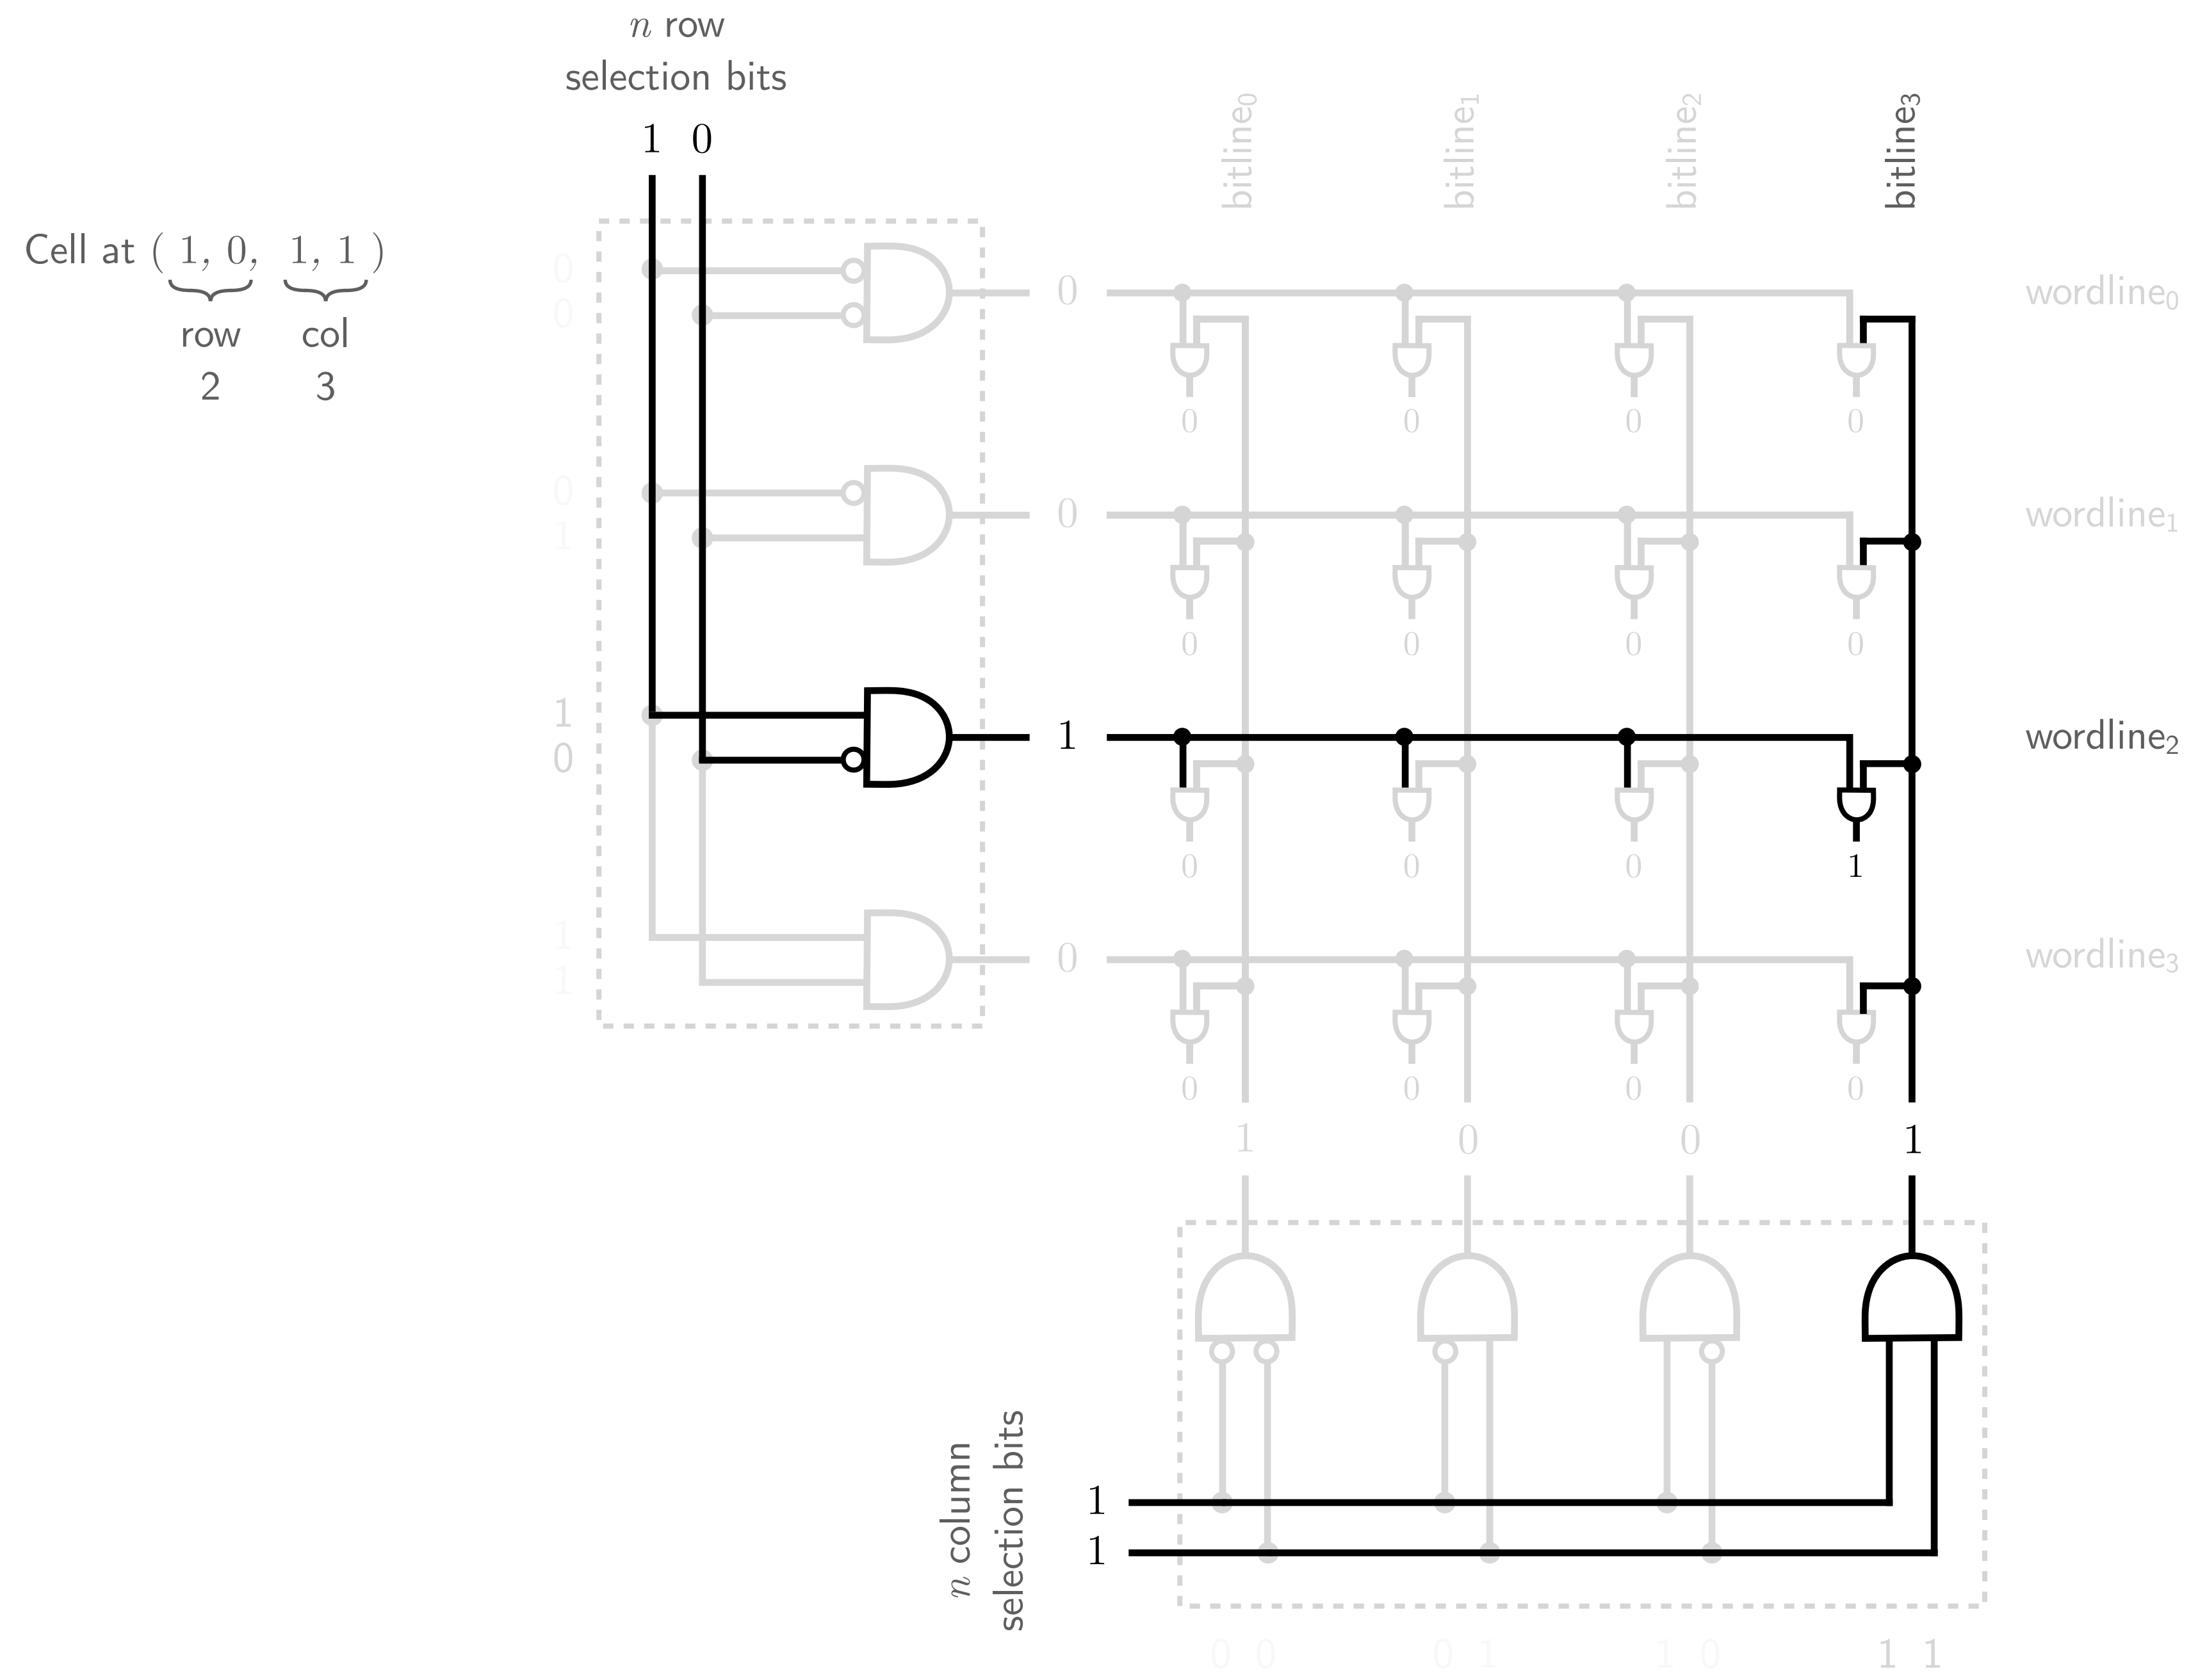 n row
selection bits
1 0
bitline0
bitline1
bitline2
bitline3
Cell at ( 1, 0, 1, 1 )
row col
2 3
0
0
0
wordline0
0 0 0 0
0
1
0
wordline1
0 0 0 0
1
0
1
wordline2
0 0 0 1
1
1
0
wordline3
0 0 0 0
1 0 0 1
n column
selection bits
1
1
0 0 0 1 1 0 1 1